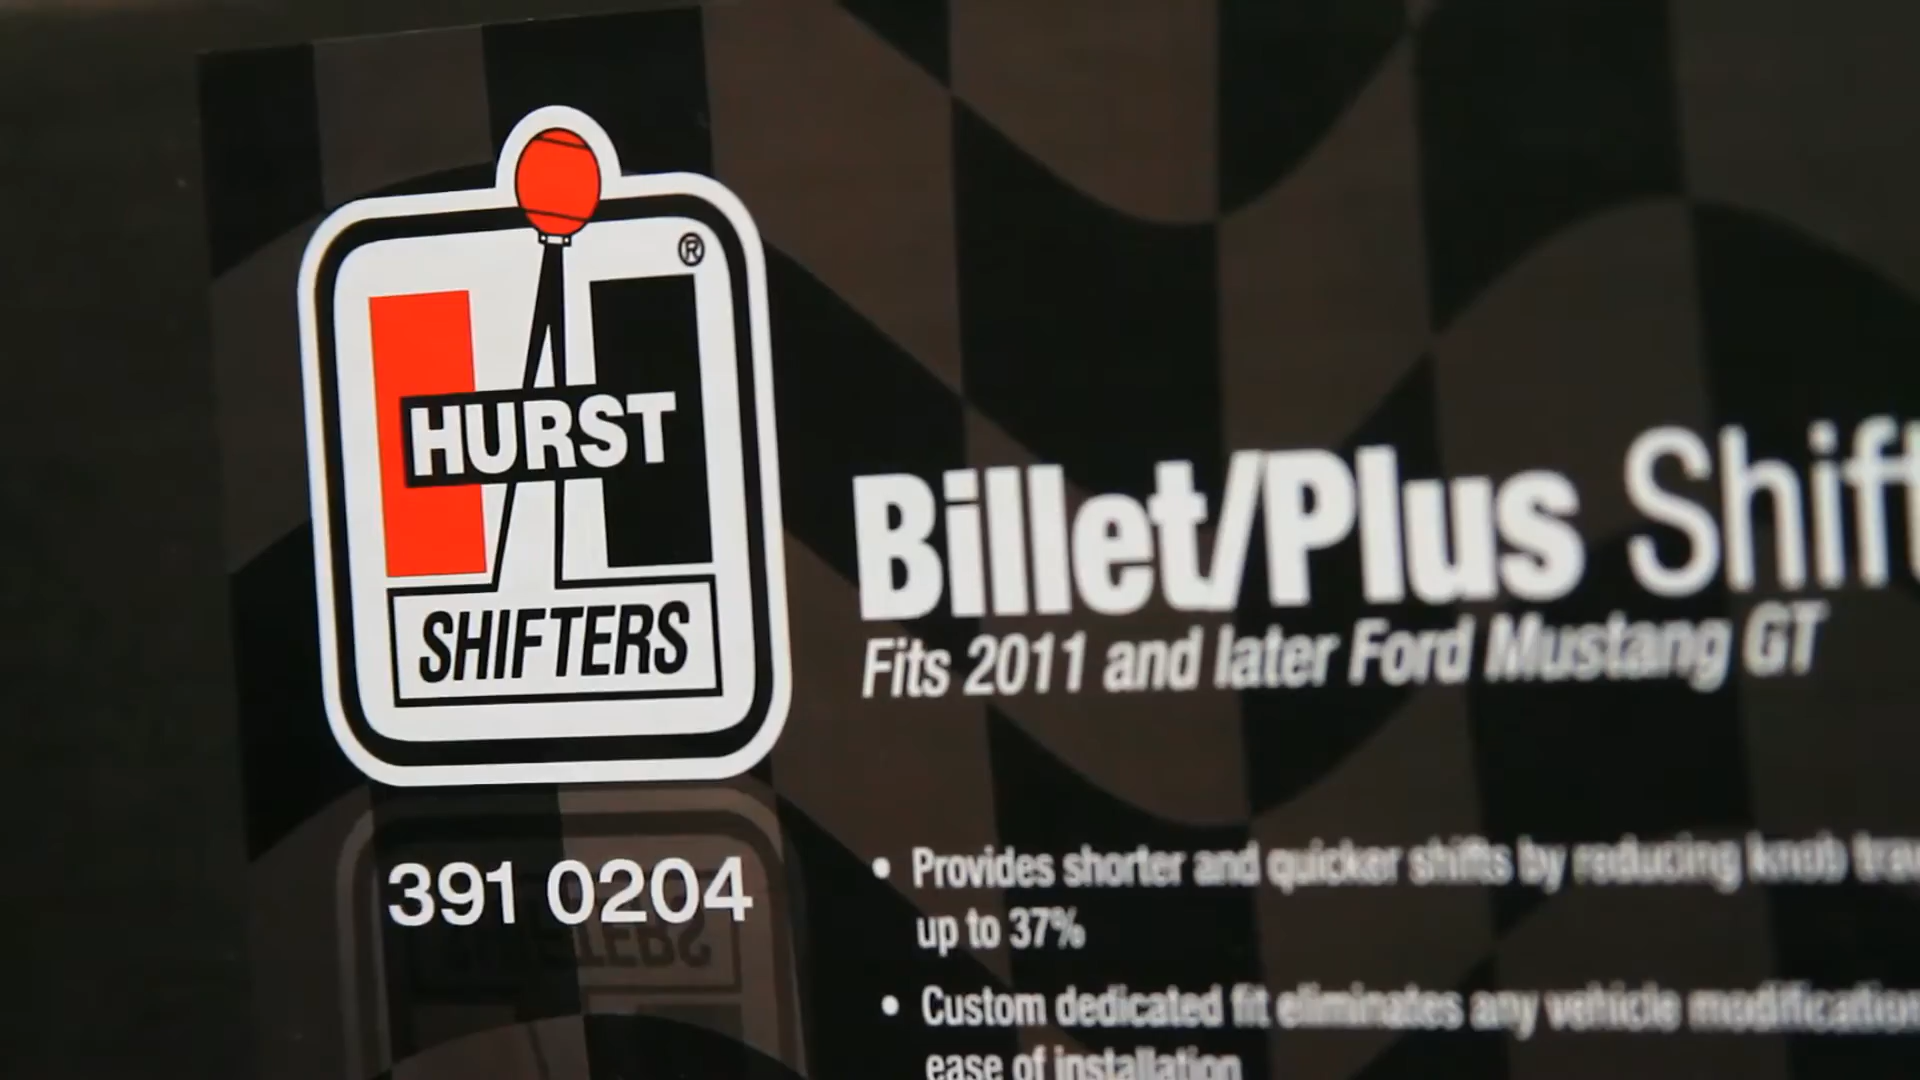 ®
HURST
SHIFTERS
391 0204
Billet/Plus Shift
Fits 2011 and later Ford Mustang GT
• Provides shorter and quicker shifts by reducing knob trav
up to 37%
• Custom dedicated fit eliminates any vehicle modification
ease of installation